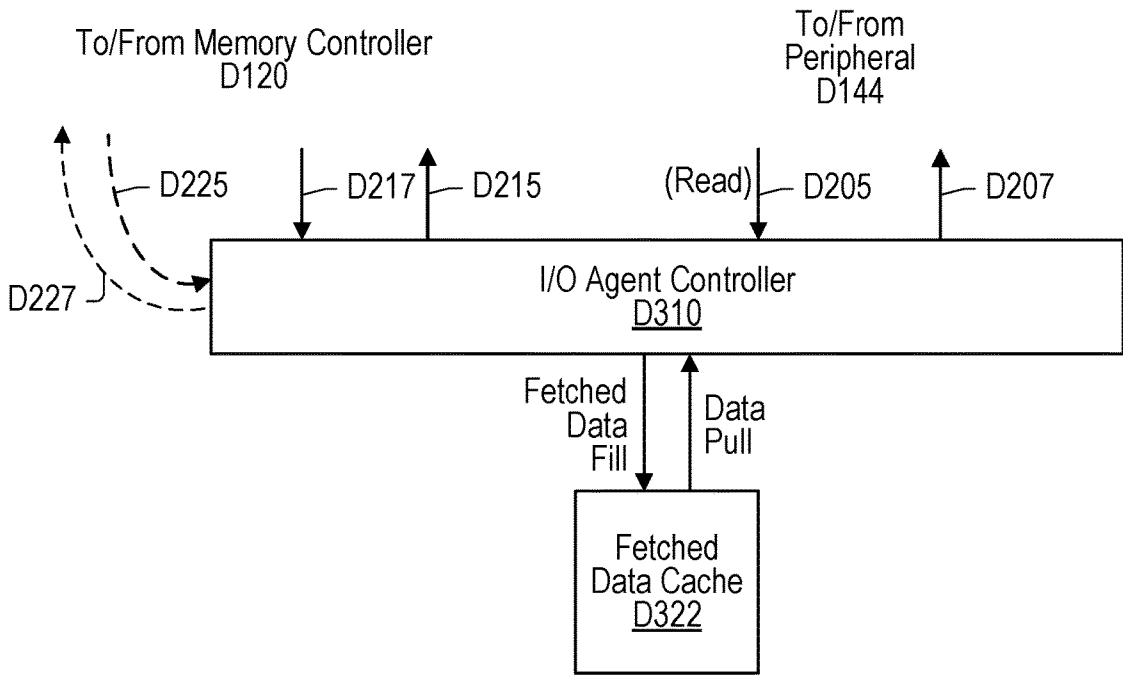 To/From Memory Controller
D120
To/From
Peripheral
D144
D225
D217
D215
(Read)
D205
D207
D227
I/O Agent Controller
D310
Fetched
Data
Fill
Data
Pull
Fetched
Data Cache
D322